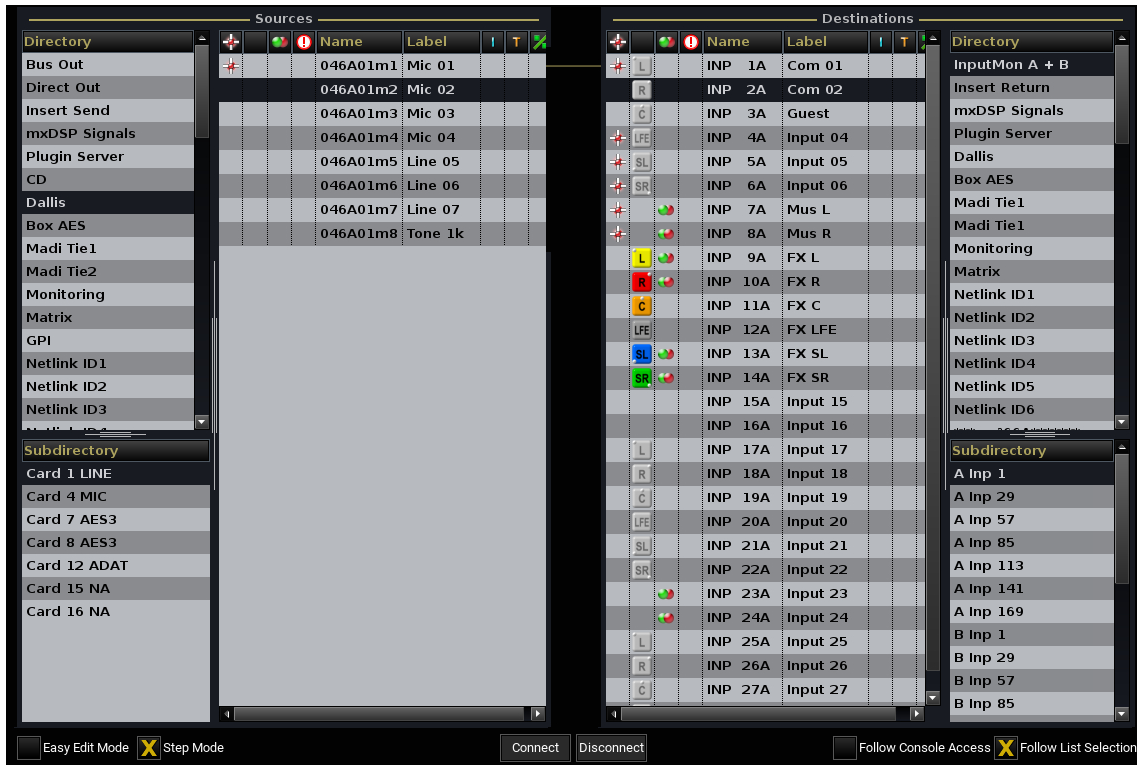 Sources
Directory
Bus Out
Direct Out
Insert Send
mxDSP Signals
Plugin Server
CD
Dallis
Box AES
Madi Tie1
Madi Tie2
Monitoring
Matrix
GPI
Netlink ID1
Netlink ID2
Netlink ID3
Subdirectory
Card 1 LINE
Card 4 MIC
Card 7 AES3
Card 8 AES3
Card 12 ADAT
Card 15 NA
Card 16 NA
Name Label I T
046A01m1 Mic 01
046A01m2 Mic 02
046A01m3 Mic 03
046A01m4 Mic 04
046A01m5 Line 05
046A01m6 Line 06
046A01m7 Line 07
046A01m8 Tone 1k
Destinations
Name Label I T
L INP 1A Com 01
R INP 2A Com 02
C INP 3A Guest
LFE INP 4A Input 04
SL INP 5A Input 05
SR INP 6A Input 06
INP 7A Mus L
INP 8A Mus R
L INP 9A FX L
R INP 10A FX R
C INP 11A FX C
LFE INP 12A FX LFE
SL INP 13A FX SL
SR INP 14A FX SR
INP 15A Input 15
INP 16A Input 16
L INP 17A Input 17
R INP 18A Input 18
C INP 19A Input 19
LFE INP 20A Input 20
SL INP 21A Input 21
SR INP 22A Input 22
INP 23A Input 23
INP 24A Input 24
L INP 25A Input 25
R INP 26A Input 26
C INP 27A Input 27
Directory
InputMon A + B
Insert Return
mxDSP Signals
Plugin Server
Dallis
Box AES
Madi Tie1
Madi Tie1
Monitoring
Matrix
Netlink ID1
Netlink ID2
Netlink ID3
Netlink ID4
Netlink ID5
Netlink ID6
Subdirectory
A Inp 1
A Inp 29
A Inp 57
A Inp 85
A Inp 113
A Inp 141
A Inp 169
B Inp 1
B Inp 29
B Inp 57
B Inp 85
Easy Edit Mode X Step Mode
Connect Disconnect
Follow Console Access X Follow List Selection